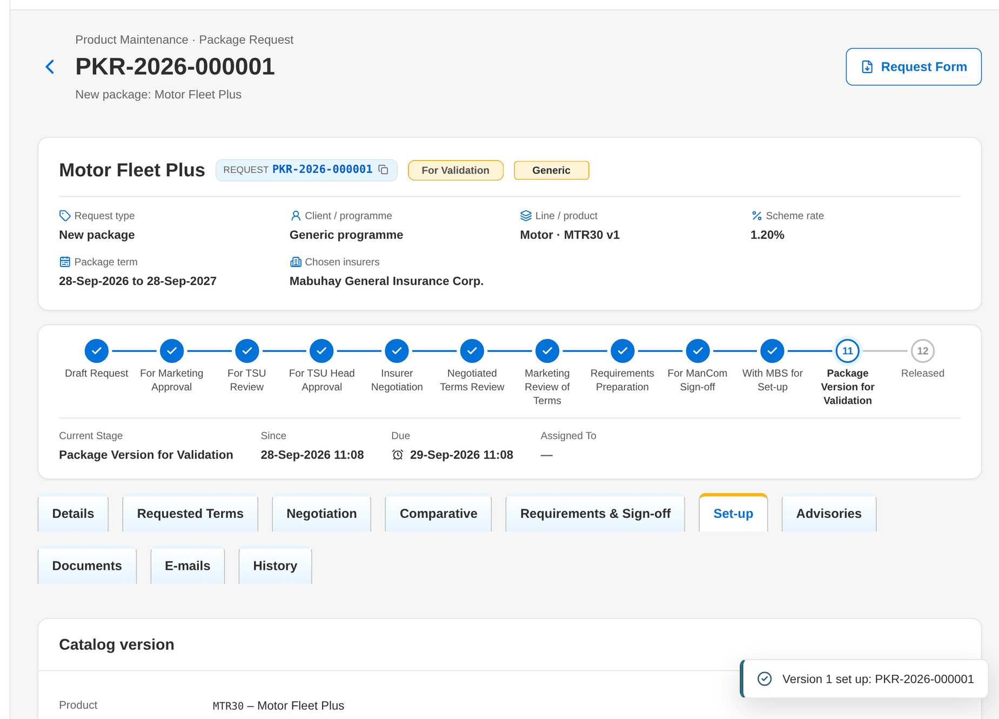 Product Maintenance · Package Request
PKR-2026-000001
New package: Motor Fleet Plus
Request Form
Motor Fleet Plus
REQUEST PKR-2026-000001
For Validation
Generic
Request type
New package
Client / programme
Generic programme
Line / product
Motor · MTR30 v1
Scheme rate
1.20%
Package term
28-Sep-2026 to 28-Sep-2027
Chosen insurers
Mabuhay General Insurance Corp.
Draft Request
For Marketing
Approval
For TSU
Review
For TSU Head
Approval
Insurer
Negotiation
Negotiated
Terms Review
Marketing
Review of
Terms
Requirements
Preparation
For ManCom
Sign-off
With MBS for
Set-up
11
Package
Version for
Validation
12
Released
Current Stage
Package Version for Validation
Since
28-Sep-2026 11:08
Due
29-Sep-2026 11:08
Assigned To
—
Details
Requested Terms
Negotiation
Comparative
Requirements & Sign-off
Set-up
Advisories
Documents
E-mails
History
Catalog version
Version 1 set up: PKR-2026-000001
Product
MTR30 – Motor Fleet Plus